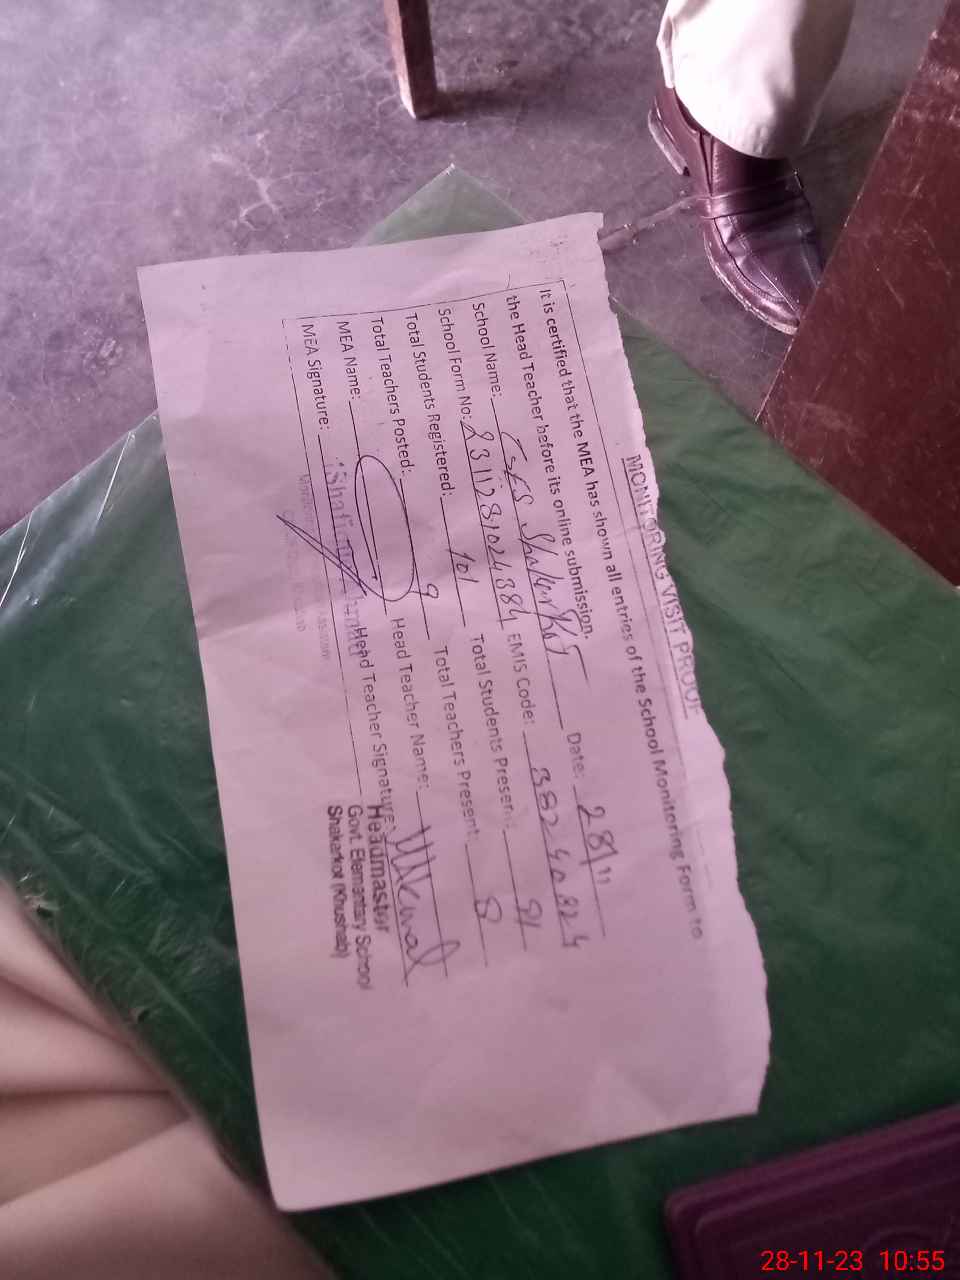 MONITORING VISIT PROOF
It is certified that the MEA has shown all entries of the School Monitoring Form to
the Head Teacher before its online submission.
School Name: GES Shakarkot Date: 28/11
School Form No: 2311281024384 EMIS Code: 38240824
Total Students Registered: 101 Total Students Present: 91
Total Teachers Posted: 9 Total Teachers Present: 8
MEA Name: Head Teacher Name:
MEA Signature: Head Teacher Signature:
Headmaster
Govt. Elemantary School
Shakarkot (Khushab)
28-11-23 10:55